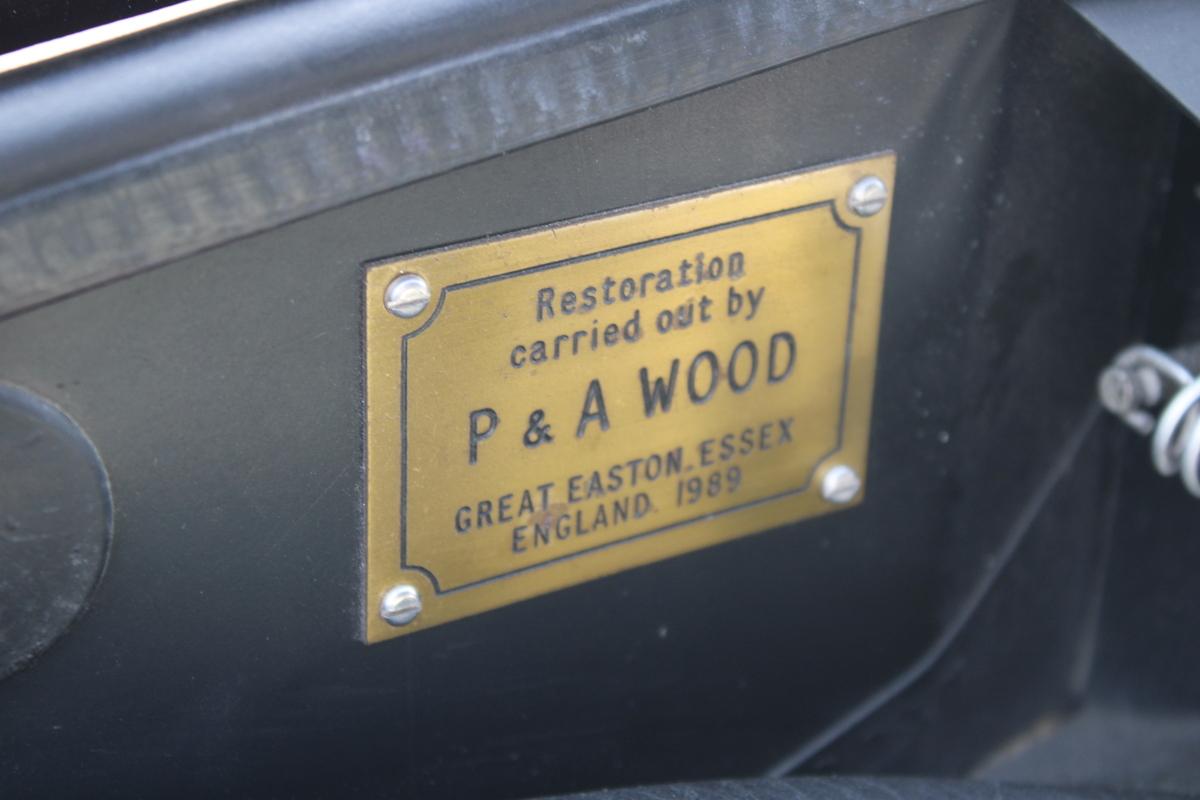 Restoration
carried out by
P & A WOOD
GREAT EASTON. ESSEX
ENGLAND. 1989